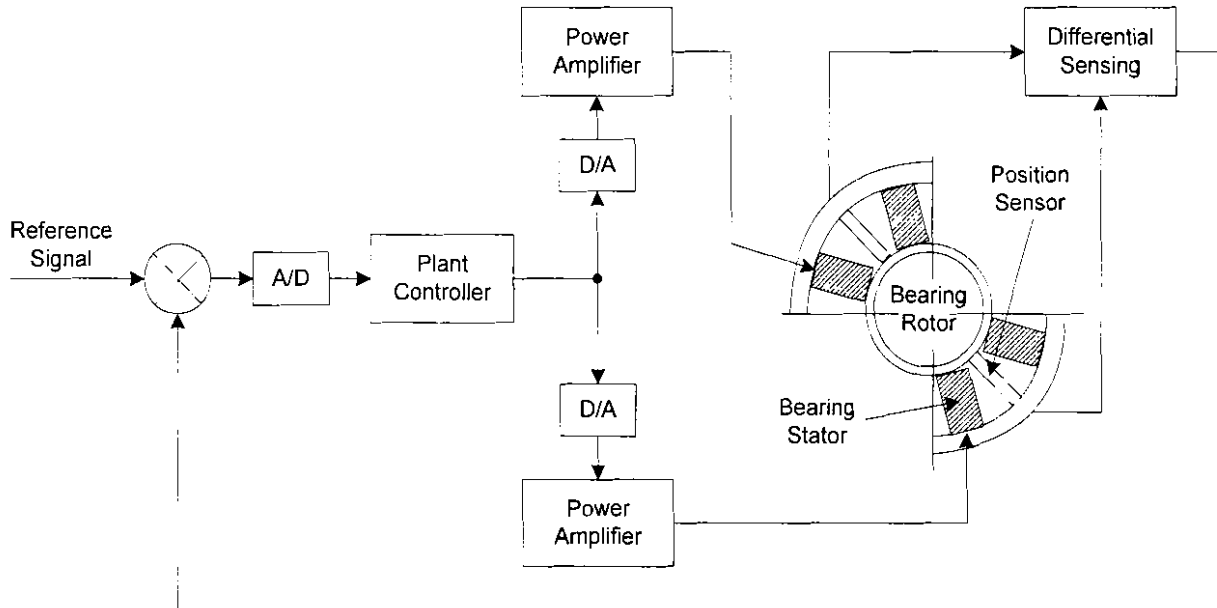 Power
Amplifier
Differential
Sensing
D/A
Position
Sensor
Reference
Signal
A/D
Plant
Controller
Bearing
Rotor
D/A
Bearing
Stator
Power
Amplifier